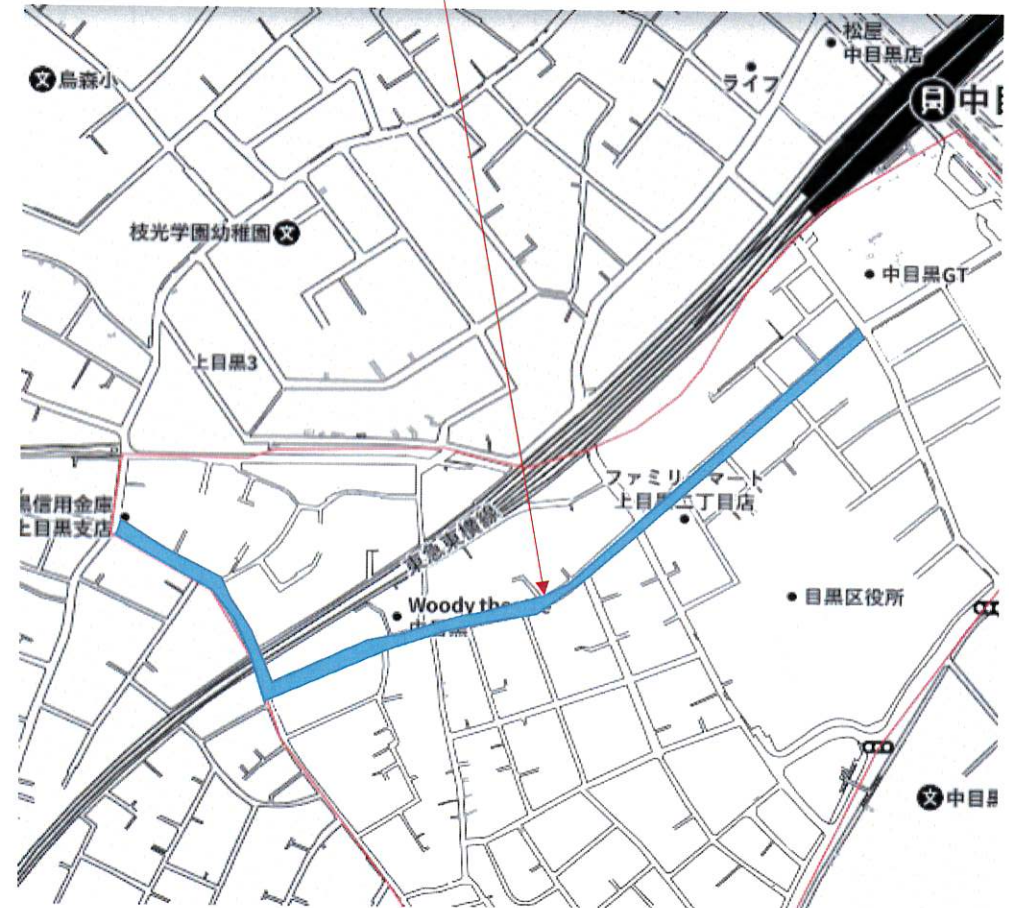 松屋
中目黒店
ライフ
文 烏森小
中目
枝光学園幼稚園 文
中目黒GT
上目黒3
ファミリ マート
上目黒二丁目店
信用金庫
上目黒支店
東急東横線
Woody the
目黒区役所
文 中目黒